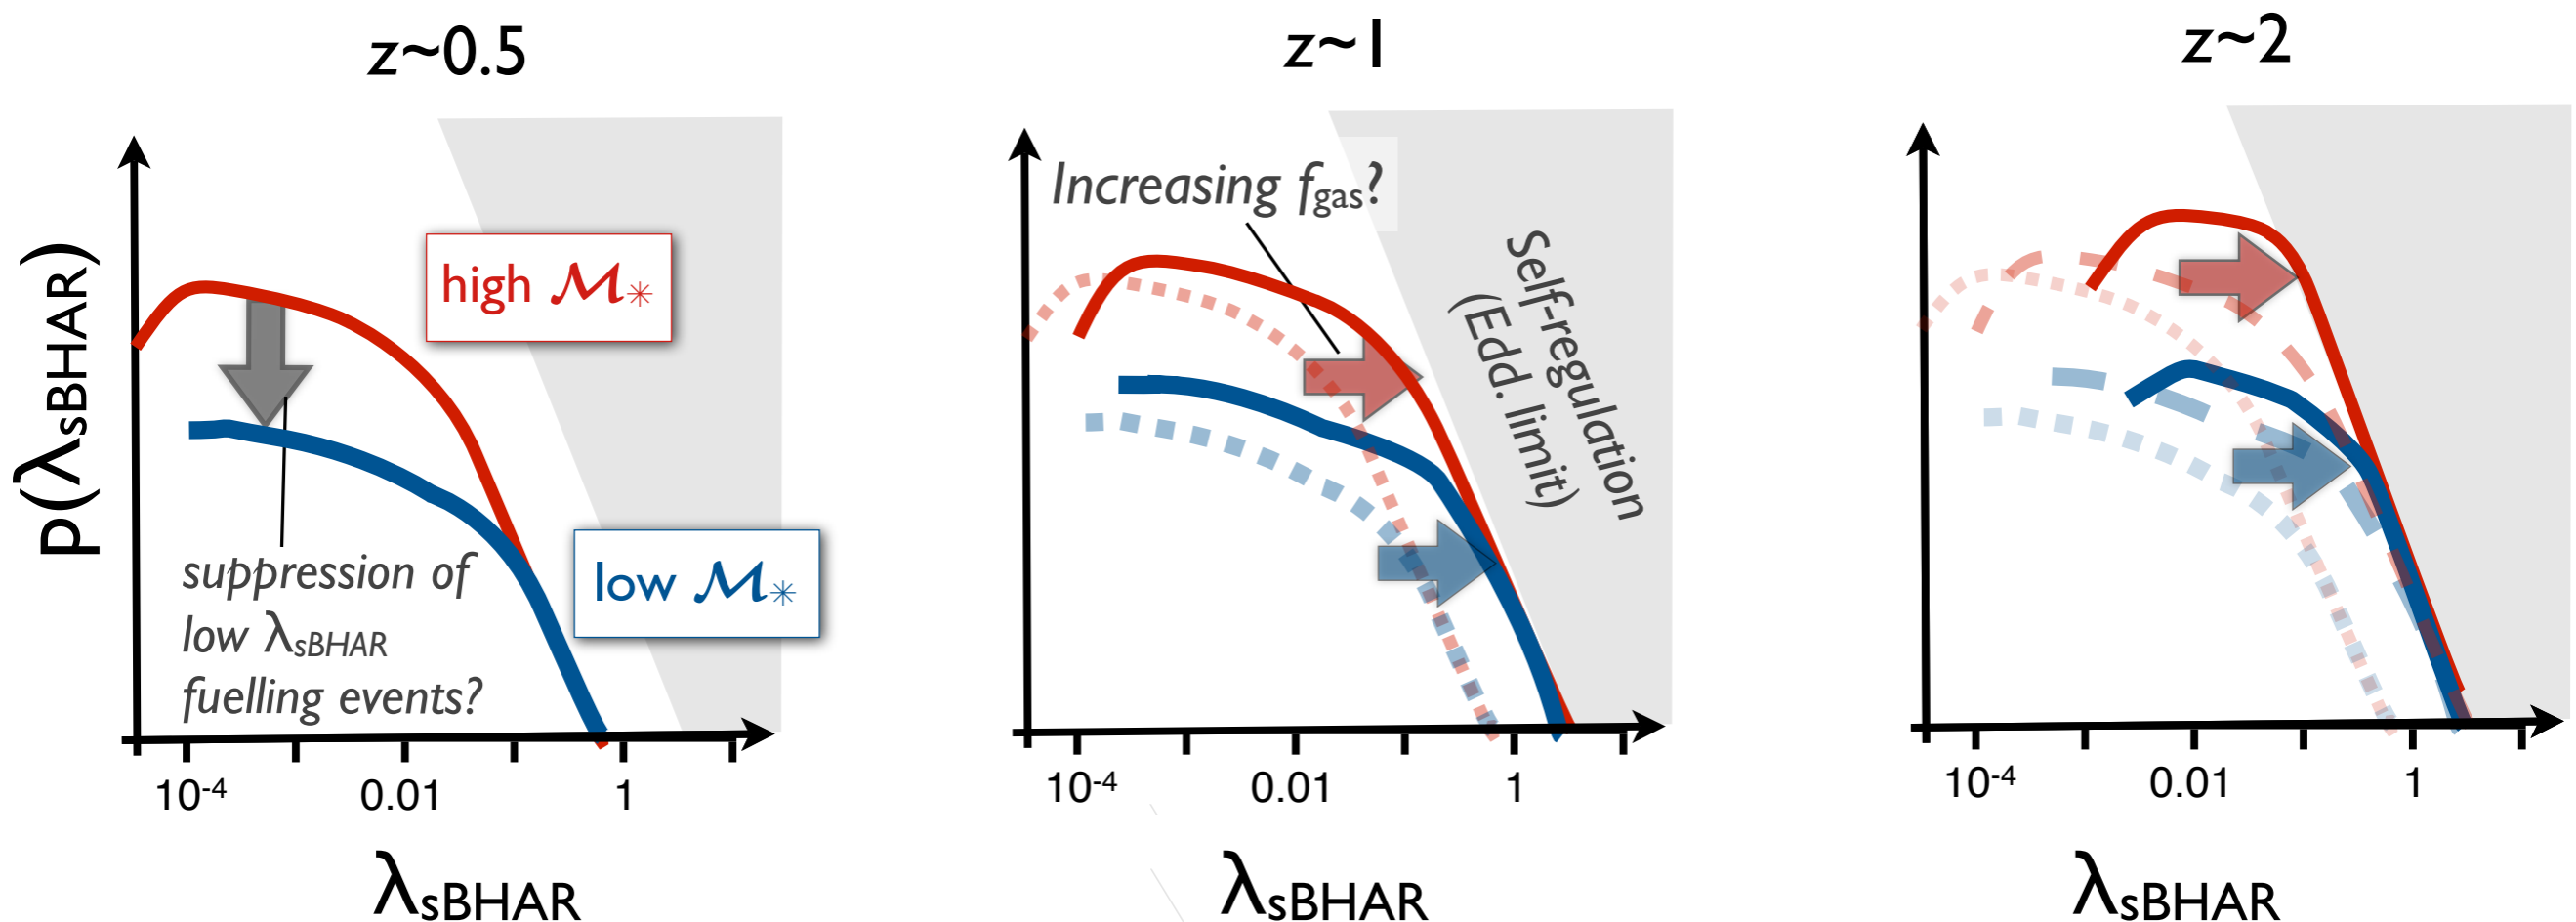 z~0.5
p(λsBHAR)
high M*
low M*
suppression of
low λsBHAR
fuelling events?
10-4 0.01 1
λsBHAR
z~1
Increasing fgas?
Self-regulation
(Edd. limit)
10-4 0.01 1
λsBHAR
z~2
10-4 0.01 1
λsBHAR